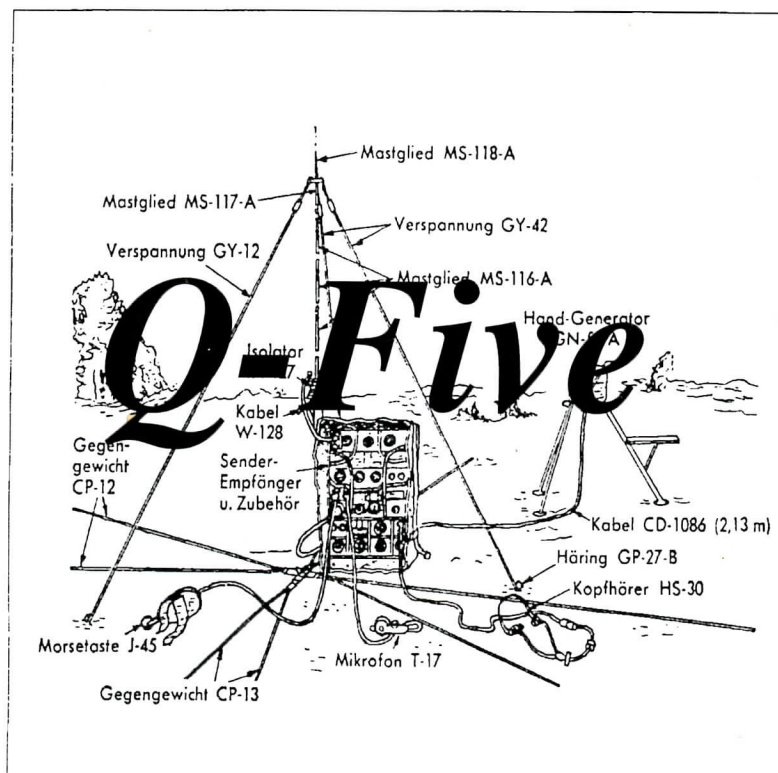 Mastglied MS-118-A
Mastglied MS-117-A
Verspannung GY-42
Verspannung GY-12
Mastglied MS-116-A
Q-Five
Hand-Generator
Isolator
Kabel
W-128
Gegen-
gewicht
CP-12
Sender-
Empfänger
u. Zubehör
Kabel CD-1086 (2,13 m)
Häring GP-27-B
Kopfhörer HS-30
Morsetaste J-45
Mikrofon T-17
Gegengewicht CP-13